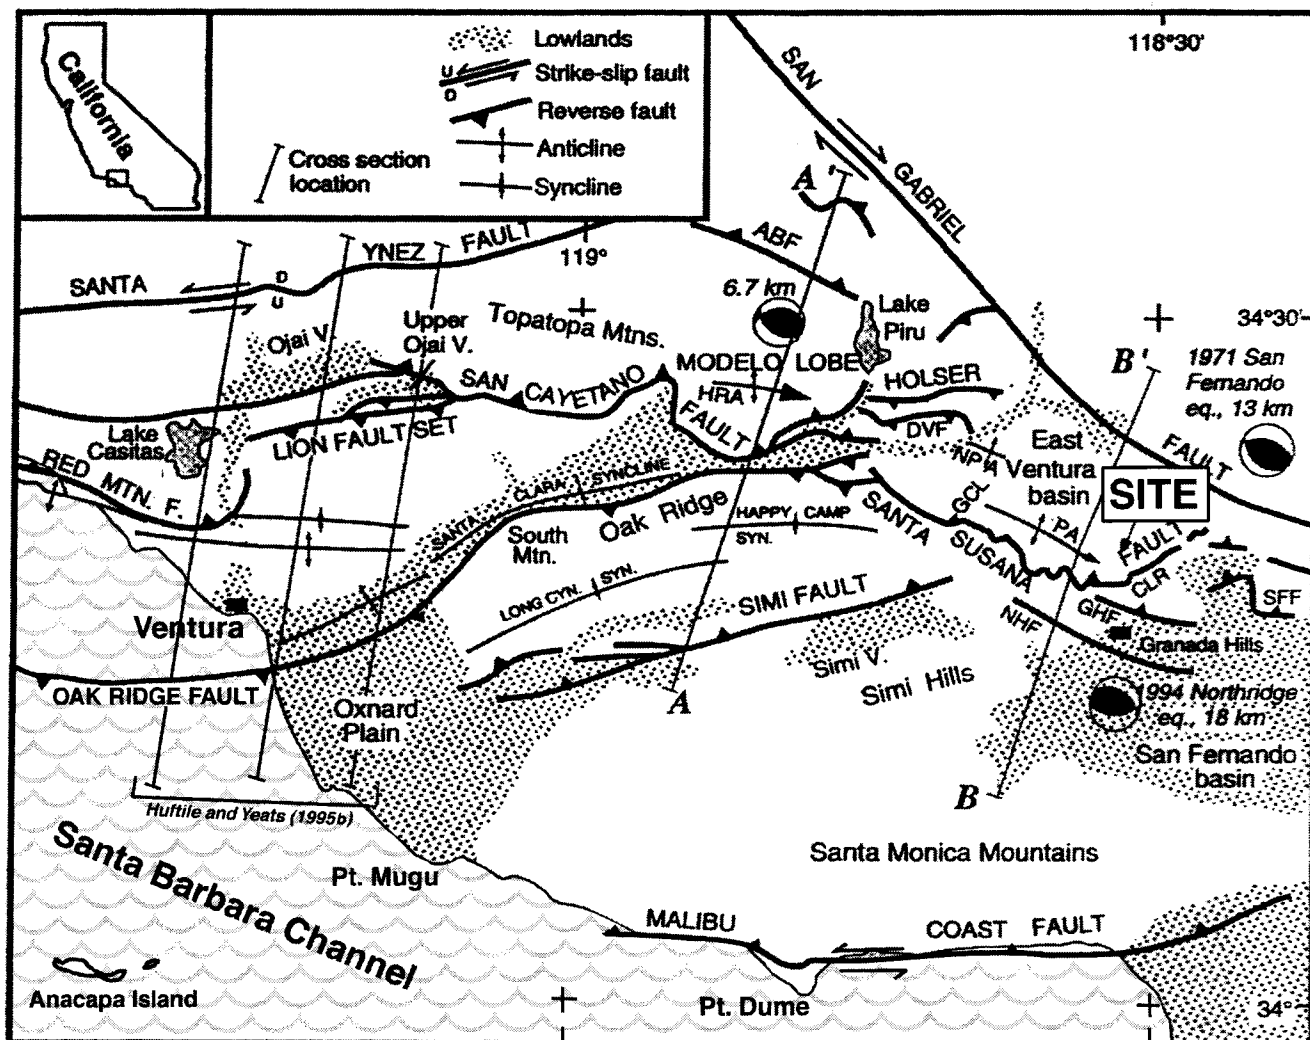 California
Lowlands
U
D
Strike-slip fault
Reverse fault
Anticline
Syncline
Cross section
location
118°30'
SAN
GABRIEL
FAULT
A'
ABF
SANTA
YNEZ
FAULT
D
U
119°
6.7 km
Lake
Piru
34°30'
B'
1971 San
Fernando
eq., 13 km
Ojai V
Upper
Ojai V.
Topatopa Mtns.
MODELO LOBE
HRA
SAN
CAYETANO
FAULT
HOLSER
DVF
NPIA
East
Ventura
basin
SITE
Lake
Casitas
LION FAULT SET
RED
MTN. F.
SANTA
CLARA
SYNCLINE
South
Mtn.
Oak Ridge
HAPPY CAMP
SYN.
GCL
PA
SANTA
SUSANA
FAULT
LONG CYN. SYN.
SIMI FAULT
CLR
GHF
NHF
SFF
Granada Hills
Ventura
Simi V.
Simi Hills
OAK RIDGE FAULT
Oxnard
Plain
A
1994 Northridge
eq., 18 km
San Fernando
basin
B
Huftile and Yeats (1995b)
Santa Monica Mountains
Santa Barbara Channel
Pt. Mugu
MALIBU
COAST FAULT
Anacapa Island
Pt. Dume
34°